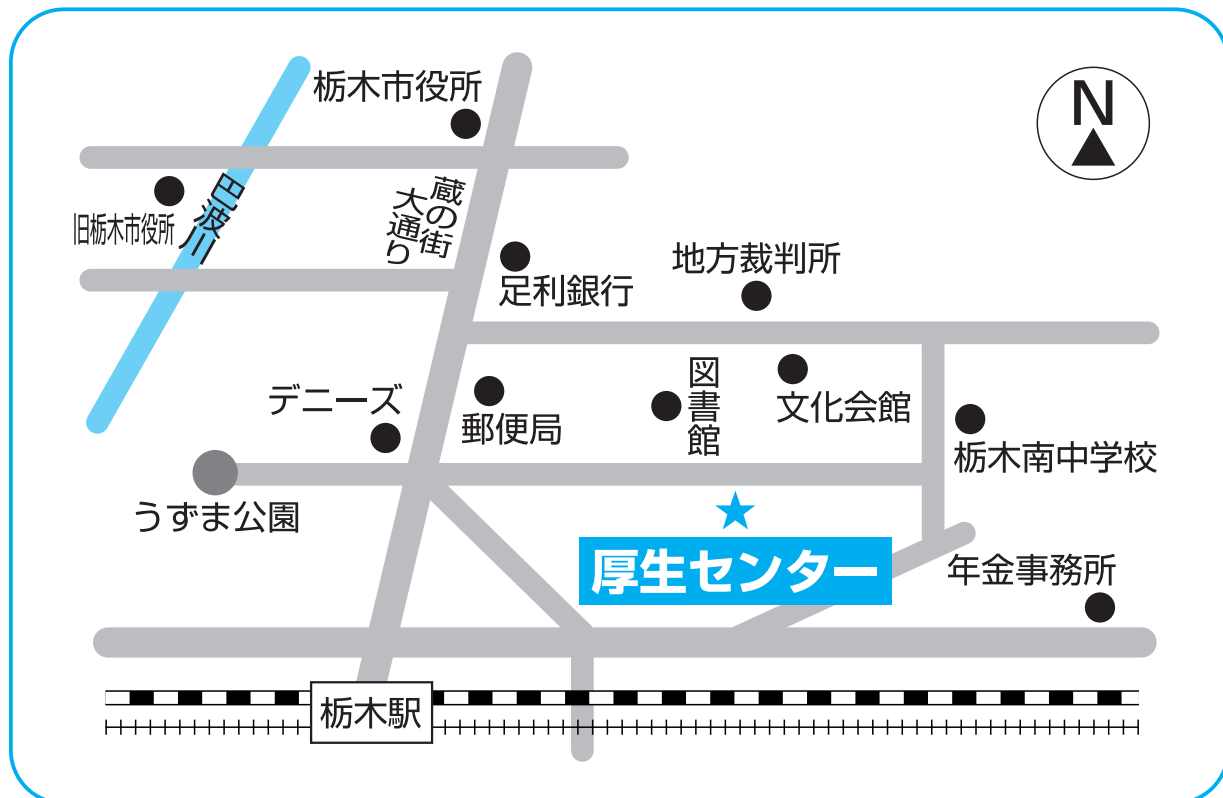 栃木市役所
N
旧栃木市役所
巴波川
蔵の街
大通り
足利銀行
地方裁判所
デニーズ
郵便局
図書館
文化会館
栃木南中学校
うずま公園
厚生センター
年金事務所
栃木駅